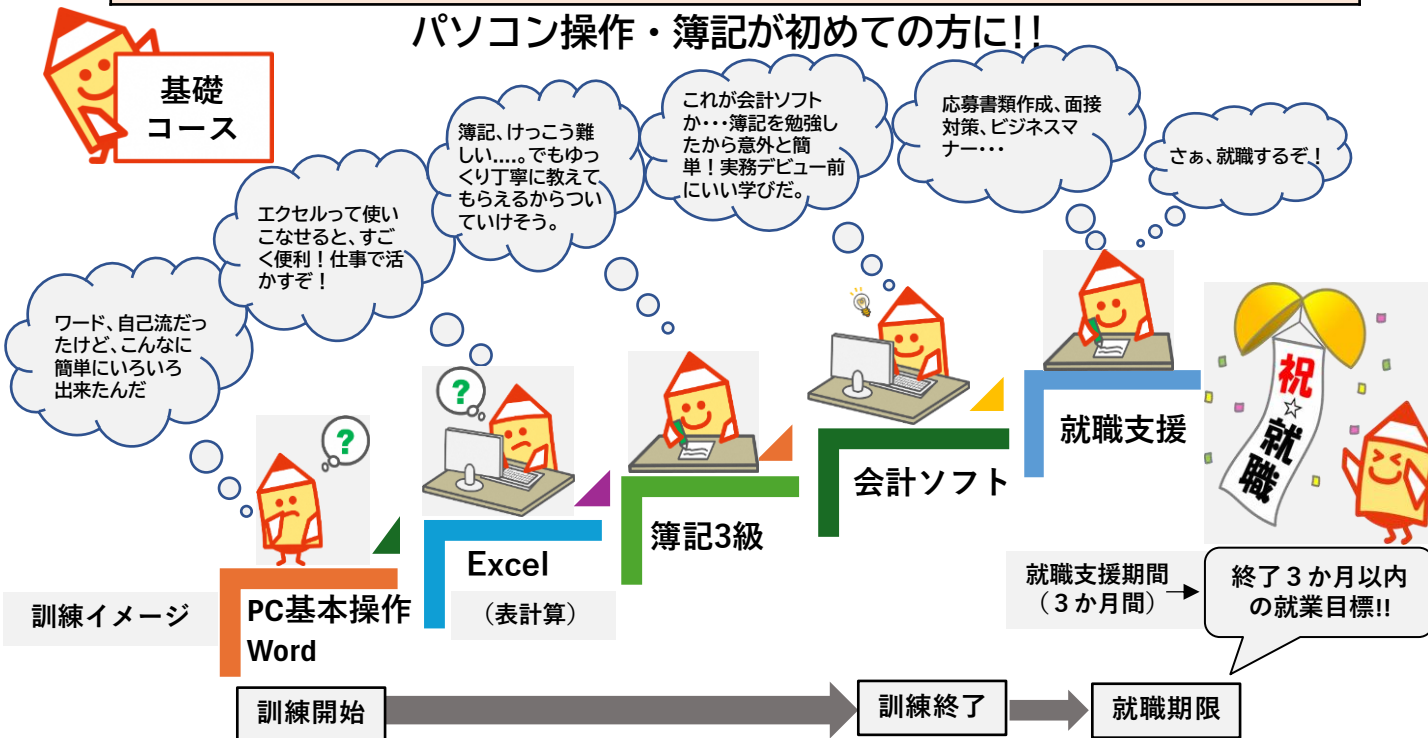 パソコン操作・簿記が初めての方に!!
基礎
コース
ワード、自己流だっ
たけど、こんなに
簡単にいろいろ
出来たんだ
エクセルって使い
こなせると、すご
く便利！仕事で活
かすぞ！
簿記、けっこう難
しい....。でもゆっ
くり丁寧に教えて
もらえるからつい
ていけそう。
これが会計ソフト
か・・・簿記を勉強し
たから意外と簡
単！実務デビュー前
にいい学びだ。
応募書類作成、面接
対策、ビジネスマ
ナー・・・
さぁ、就職するぞ！
?
?
祝☆就職
訓練イメージ
PC基本操作
Word
Excel
（表計算）
簿記3級
会計ソフト
就職支援
就職支援期間
（３か月間）
終了３か月以内
の就業目標!!
訓練開始
訓練終了
就職期限